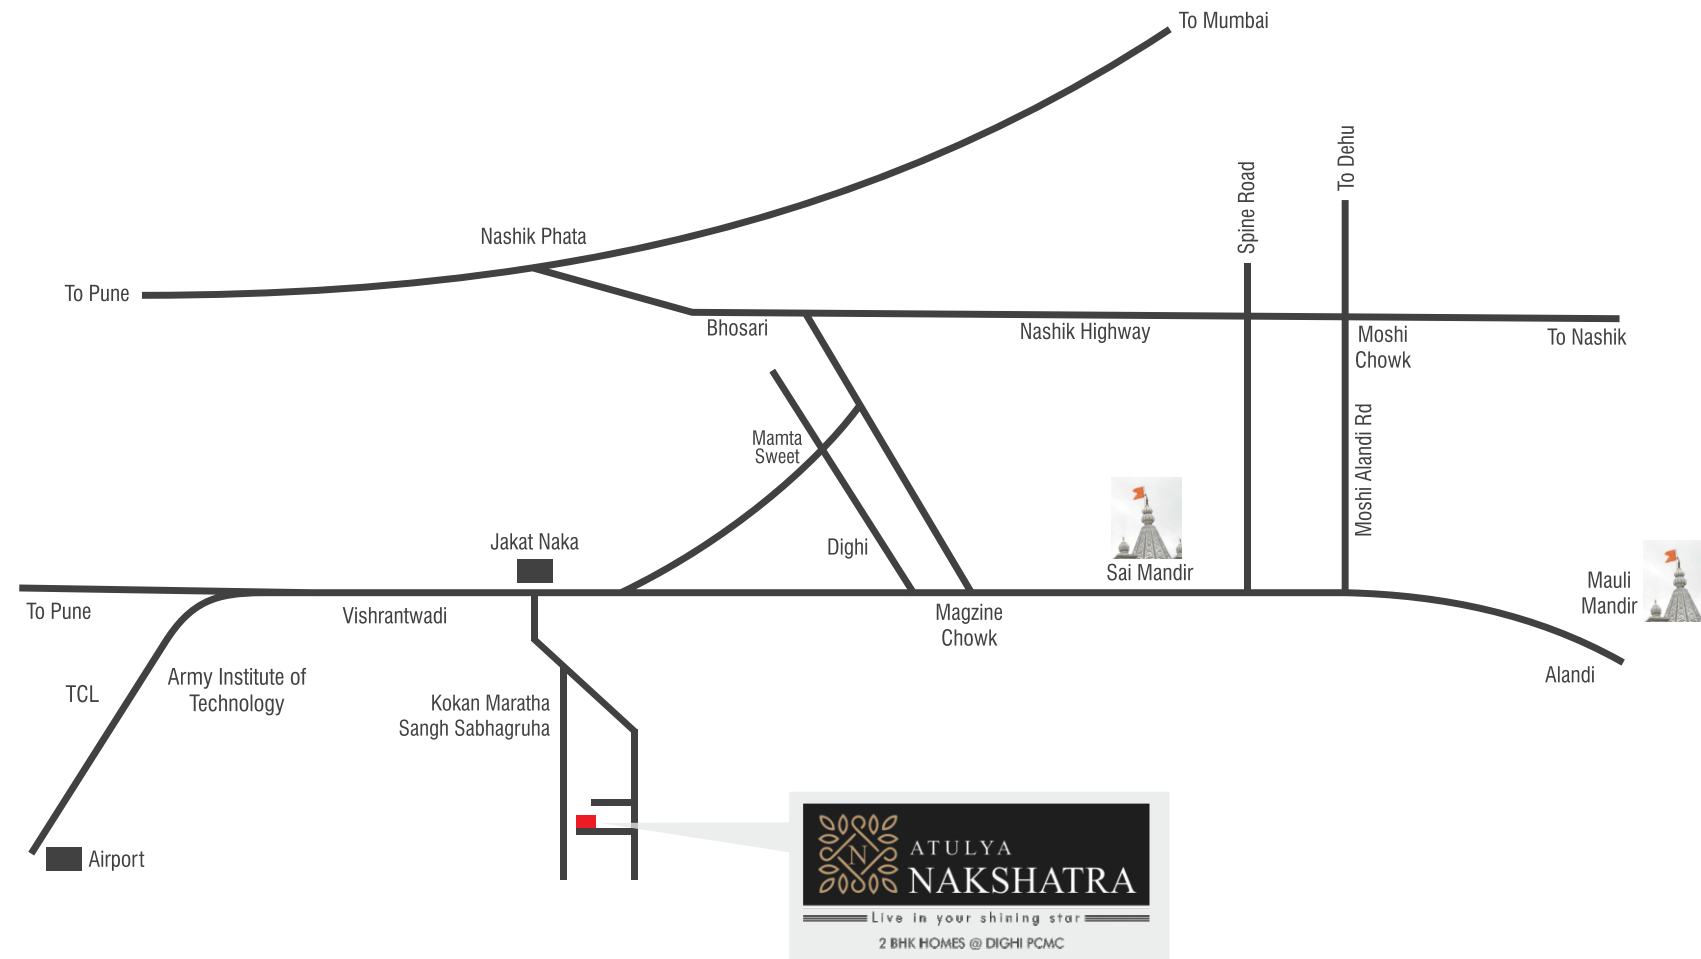 To Mumbai
To Dehu
Spine Road
Nashik Phata
To Pune
Bhosari
Nashik Highway
Moshi
Chowk
To Nashik
Moshi Alandi Rd
Mamta
Sweet
Jakat Naka
Dighi
Sai Mandir
Mauli
Mandir
To Pune
Vishrantwadi
Magzine
Chowk
Alandi
TCL
Army Institute of
Technology
Kokan Maratha
Sangh Sabhagruha
Airport
N
ATULYA
NAKSHATRA
Live in your shining star
2 BHK HOMES @ DIGHI PCMC